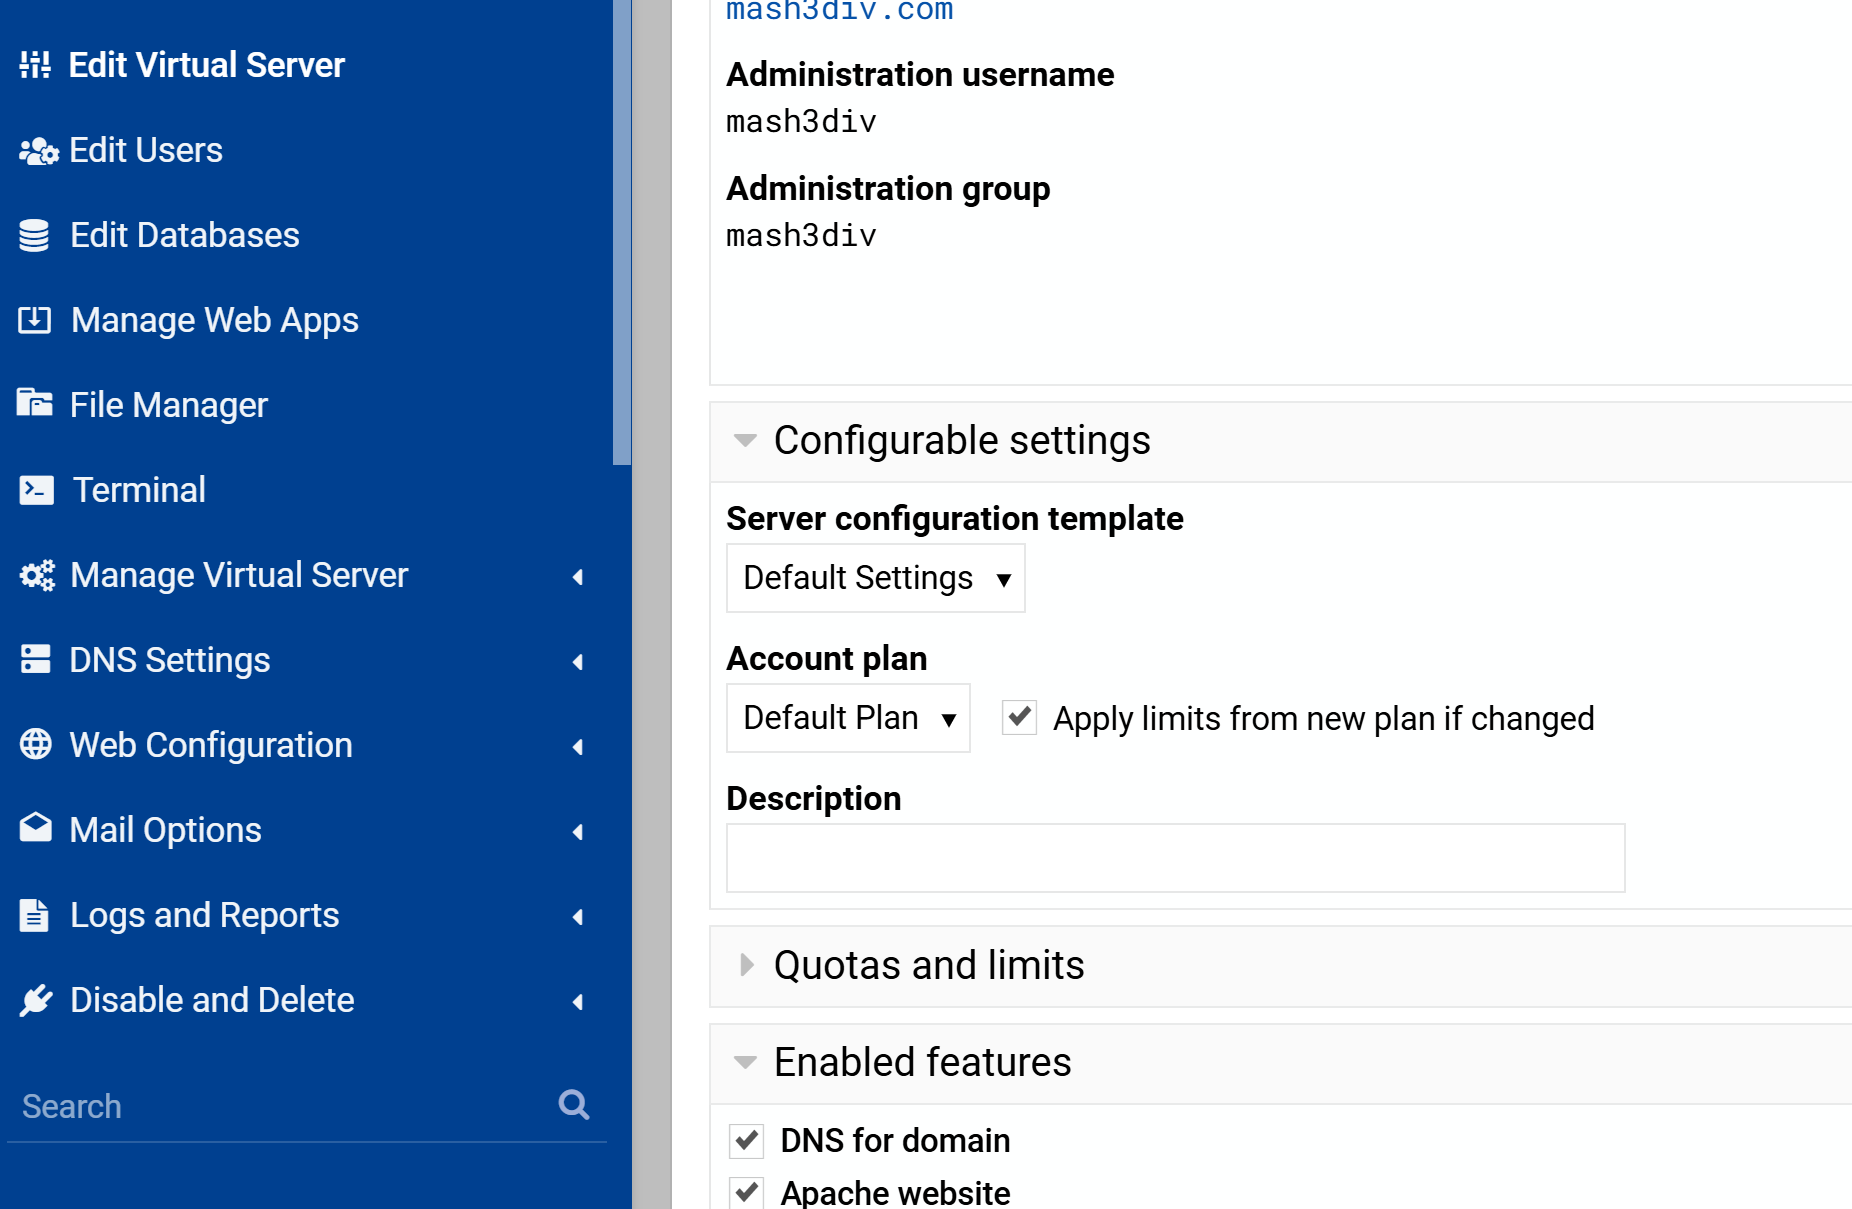 Edit Virtual Server
Edit Users
Edit Databases
Manage Web Apps
File Manager
Terminal
Manage Virtual Server
DNS Settings
Web Configuration
Mail Options
Logs and Reports
Disable and Delete
Search
mash3div.com
Administration username
mash3div
Administration group
mash3div
Configurable settings
Server configuration template
Default Settings
Account plan
Default Plan Apply limits from new plan if changed
Description
Quotas and limits
Enabled features
DNS for domain
Apache website